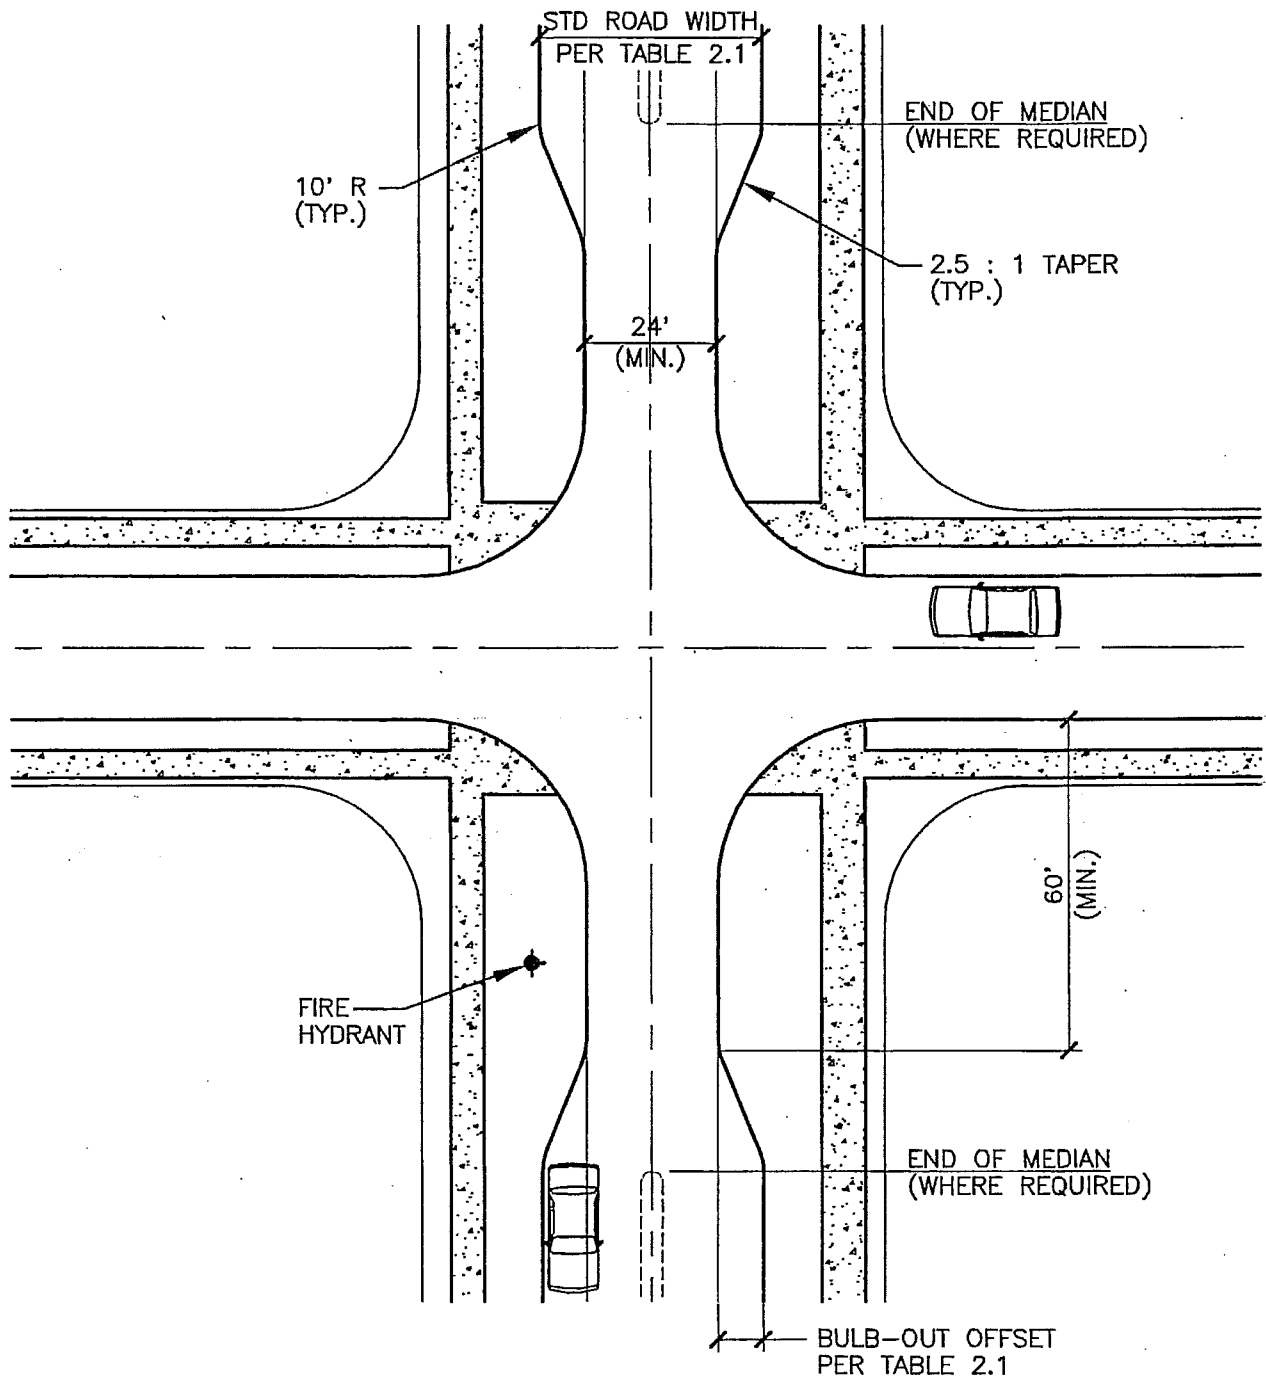 STD ROAD WIDTH
PER TABLE 2.1
END OF MEDIAN
(WHERE REQUIRED)
10' R
(TYP.)
2.5 : 1 TAPER
(TYP.)
24'
(MIN.)
60'
(MIN.)
FIRE
HYDRANT
END OF MEDIAN
(WHERE REQUIRED)
BULB-OUT OFFSET
PER TABLE 2.1